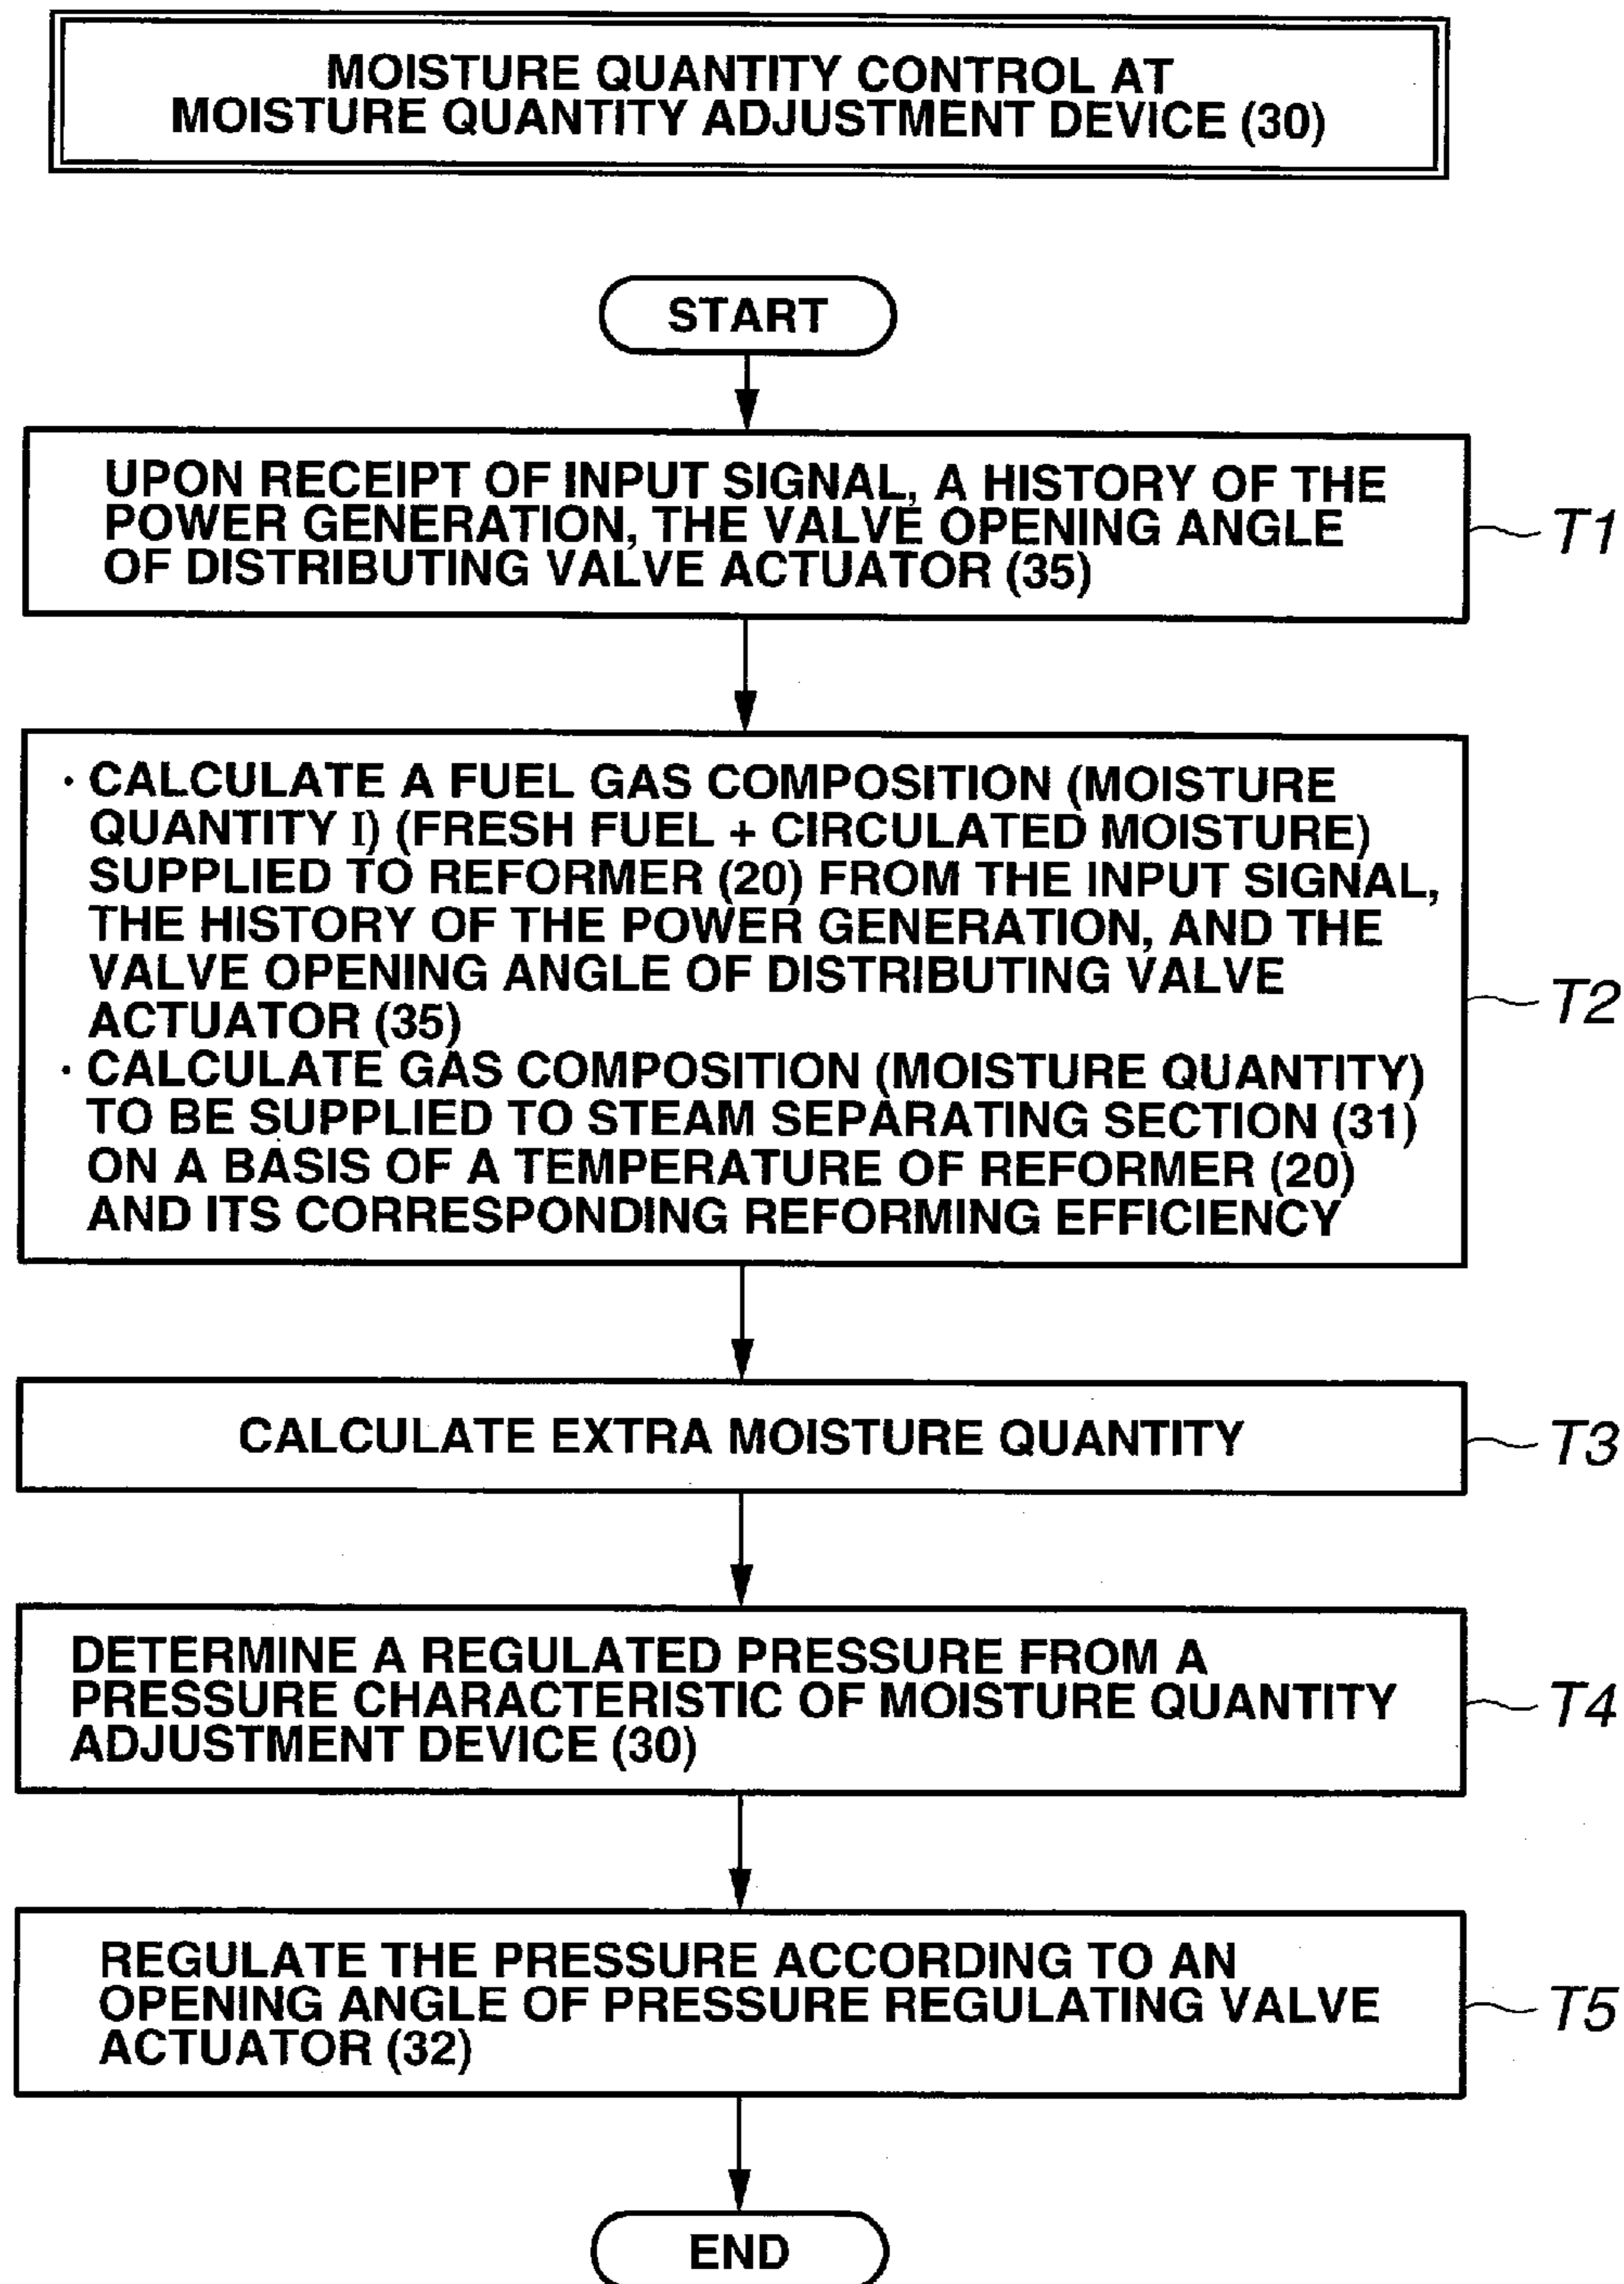 MOISTURE QUANTITY CONTROL AT
MOISTURE QUANTITY ADJUSTMENT DEVICE (30)
START
UPON RECEIPT OF INPUT SIGNAL, A HISTORY OF THE
POWER GENERATION, THE VALVE OPENING ANGLE
OF DISTRIBUTING VALVE ACTUATOR (35)
T1
· CALCULATE A FUEL GAS COMPOSITION (MOISTURE
QUANTITY I) (FRESH FUEL + CIRCULATED MOISTURE)
SUPPLIED TO REFORMER (20) FROM THE INPUT SIGNAL,
THE HISTORY OF THE POWER GENERATION, AND THE
VALVE OPENING ANGLE OF DISTRIBUTING VALVE
ACTUATOR (35)
· CALCULATE GAS COMPOSITION (MOISTURE QUANTITY)
TO BE SUPPLIED TO STEAM SEPARATING SECTION (31)
ON A BASIS OF A TEMPERATURE OF REFORMER (20)
AND ITS CORRESPONDING REFORMING EFFICIENCY
T2
CALCULATE EXTRA MOISTURE QUANTITY
T3
DETERMINE A REGULATED PRESSURE FROM A
PRESSURE CHARACTERISTIC OF MOISTURE QUANTITY
ADJUSTMENT DEVICE (30)
T4
REGULATE THE PRESSURE ACCORDING TO AN
OPENING ANGLE OF PRESSURE REGULATING VALVE
ACTUATOR (32)
T5
END